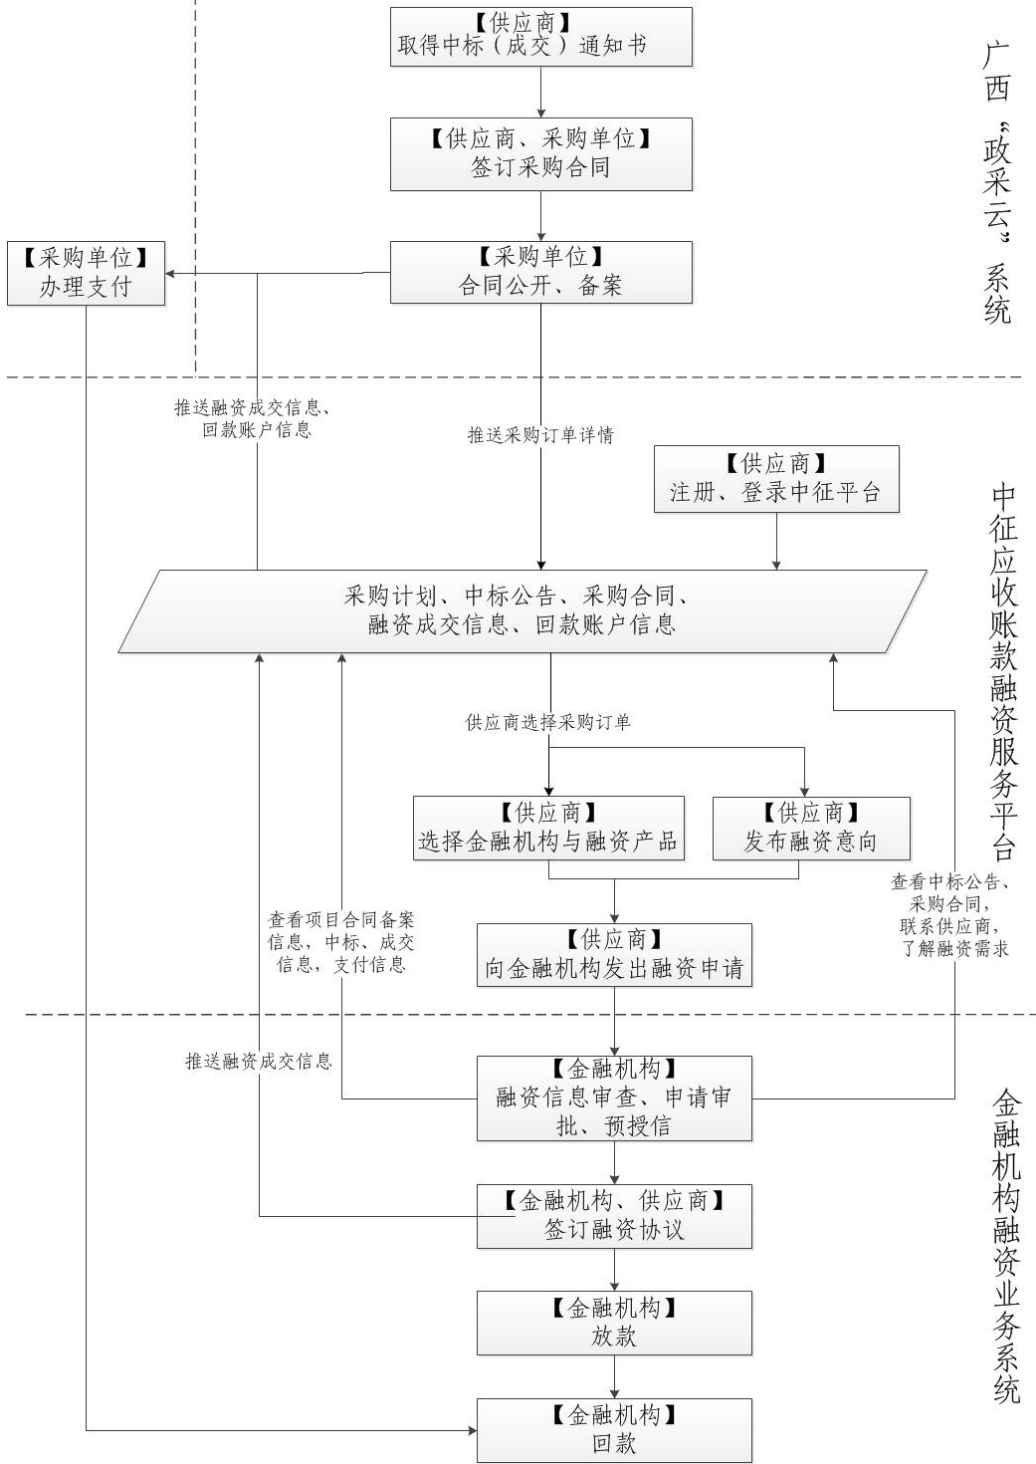 【供应商】
取得中标（成交）通知书
【供应商、采购单位】
签订采购合同
【采购单位】
办理支付
【采购单位】
合同公开、备案
广西“政采云”系统
推送融资成交信息、
回款账户信息
推送采购订单详情
【供应商】
注册、登录中征平台
采购计划、中标公告、采购合同、
融资成交信息、回款账户信息
供应商选择采购订单
【供应商】
选择金融机构与融资产品
【供应商】
发布融资意向
中征应收账款融资服务平台
查看项目合同备案
信息，中标、成交
信息，支付信息
【供应商】
向金融机构发出融资申请
查看中标公告、
采购合同，
联系供应商，
了解融资需求
推送融资成交信息
【金融机构】
融资信息审查、申请审
批、预授信
【金融机构、供应商】
签订融资协议
【金融机构】
放款
【金融机构】
回款
金融机构融资业务系统